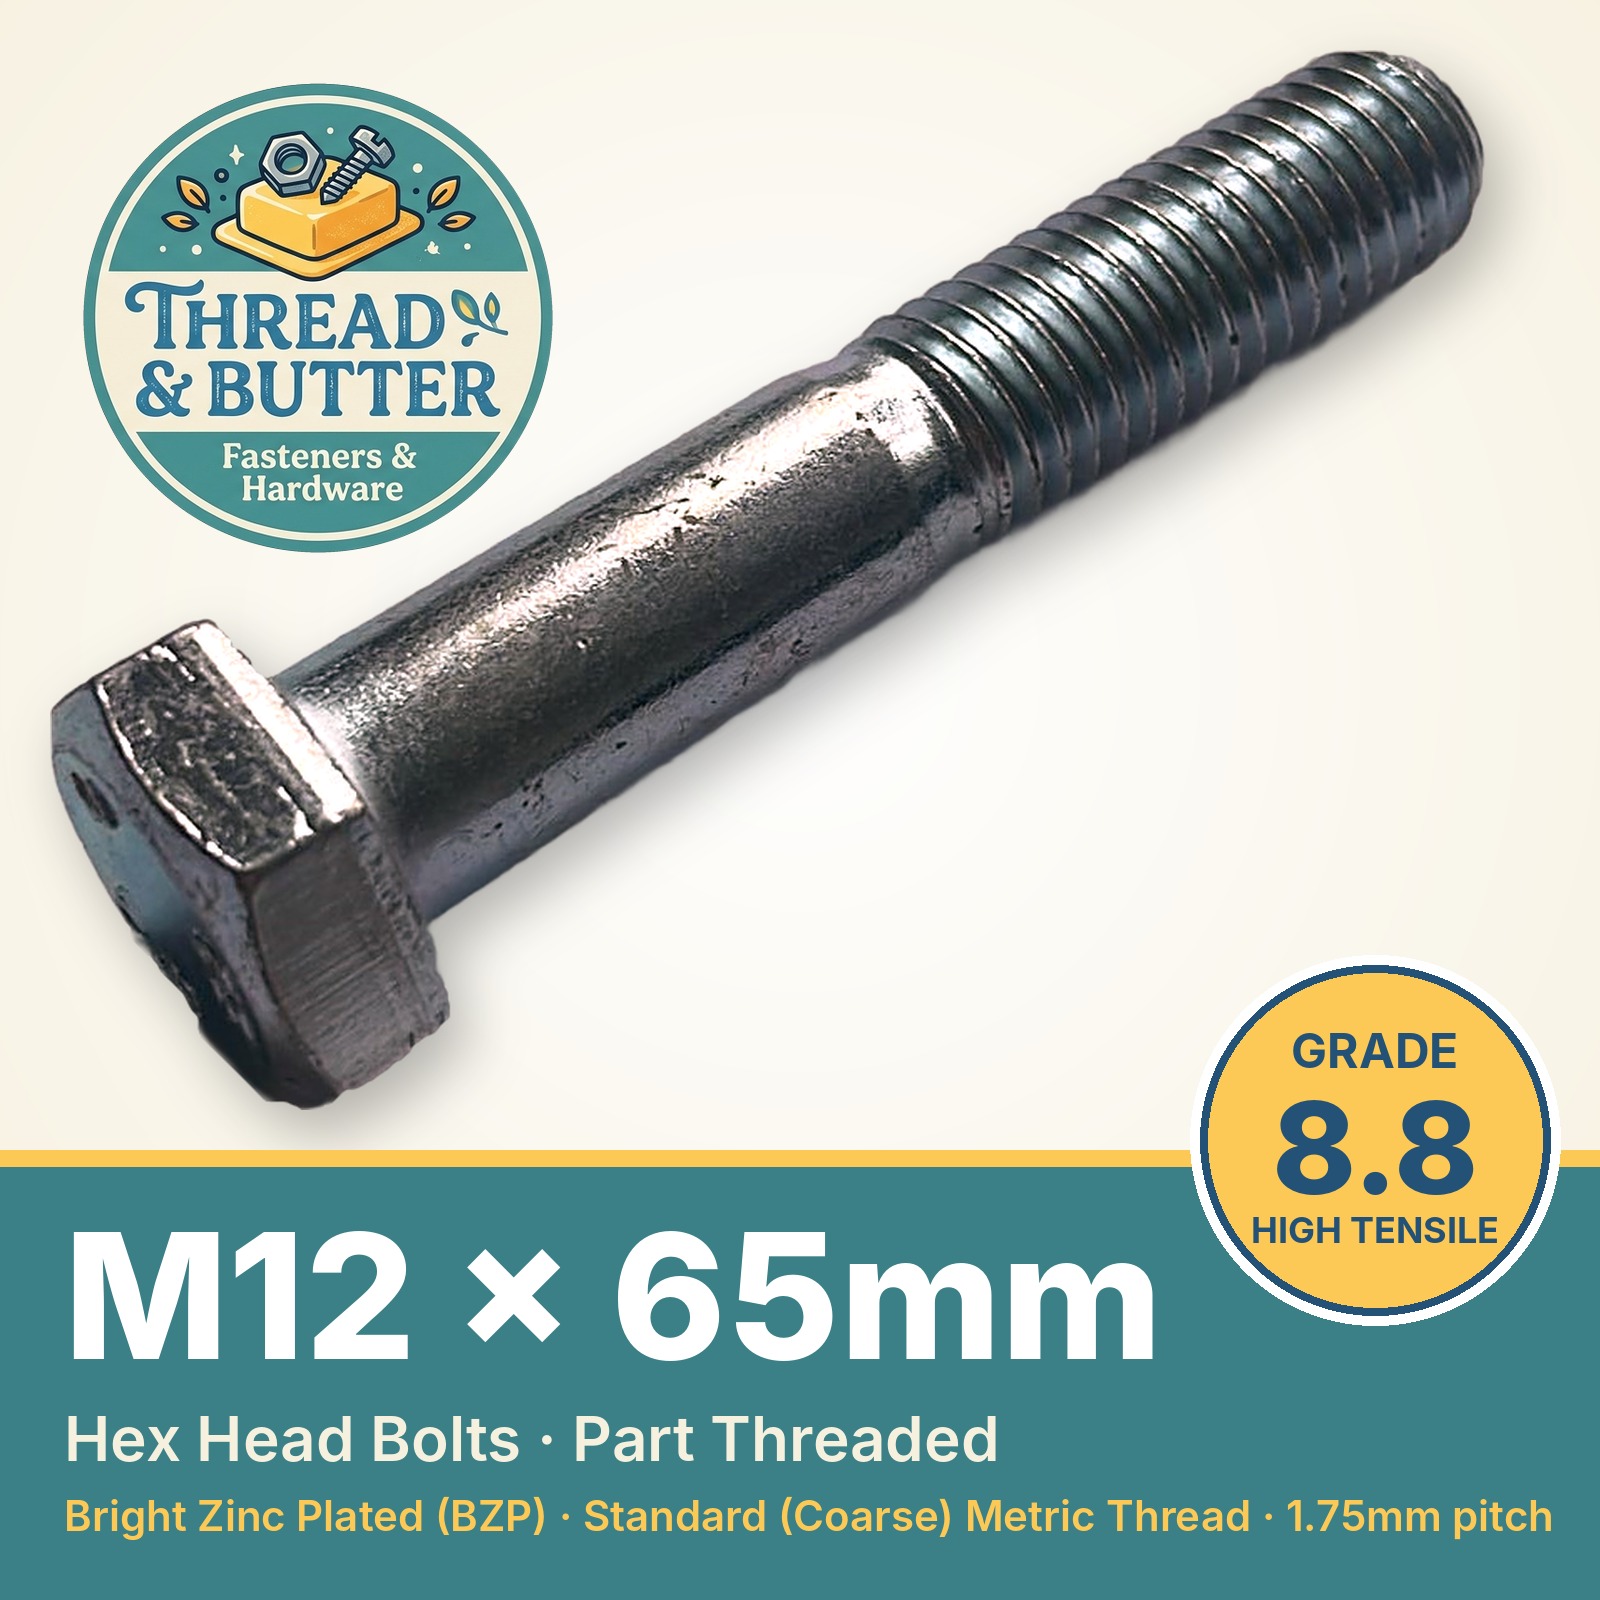 THREAD
& BUTTER
Fasteners &
Hardware
GRADE
8.8
HIGH TENSILE
M12 × 65mm
Hex Head Bolts · Part Threaded
Bright Zinc Plated (BZP) · Standard (Coarse) Metric Thread · 1.75mm pitch